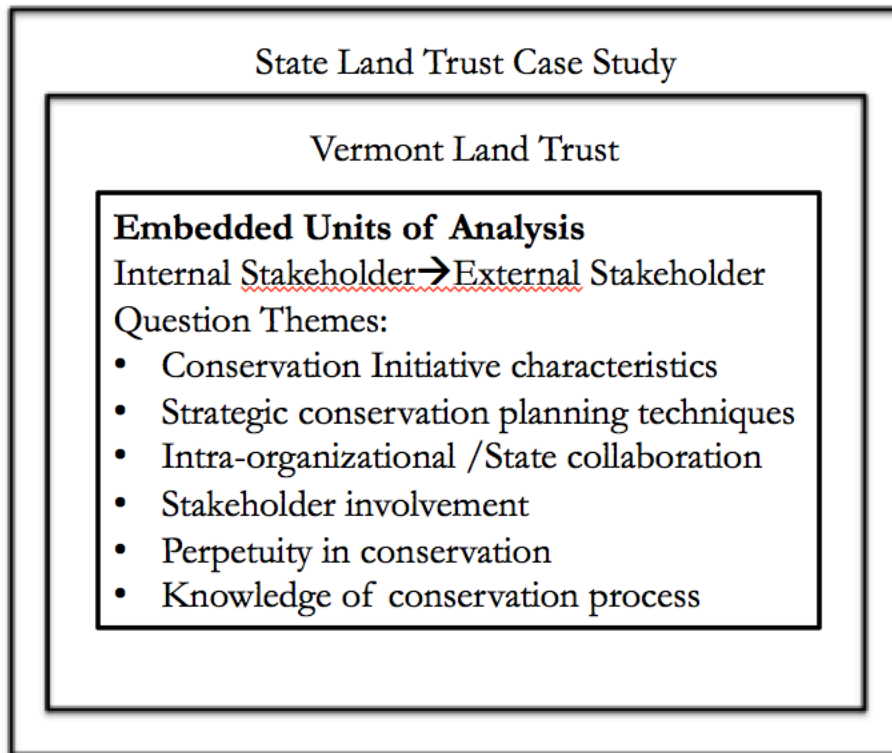 State Land Trust Case Study
Vermont Land Trust
Embedded Units of Analysis
Internal Stakeholder→External Stakeholder
Question Themes:
• Conservation Initiative characteristics
• Strategic conservation planning techniques
• Intra-organizational /State collaboration
• Stakeholder involvement
• Perpetuity in conservation
• Knowledge of conservation process